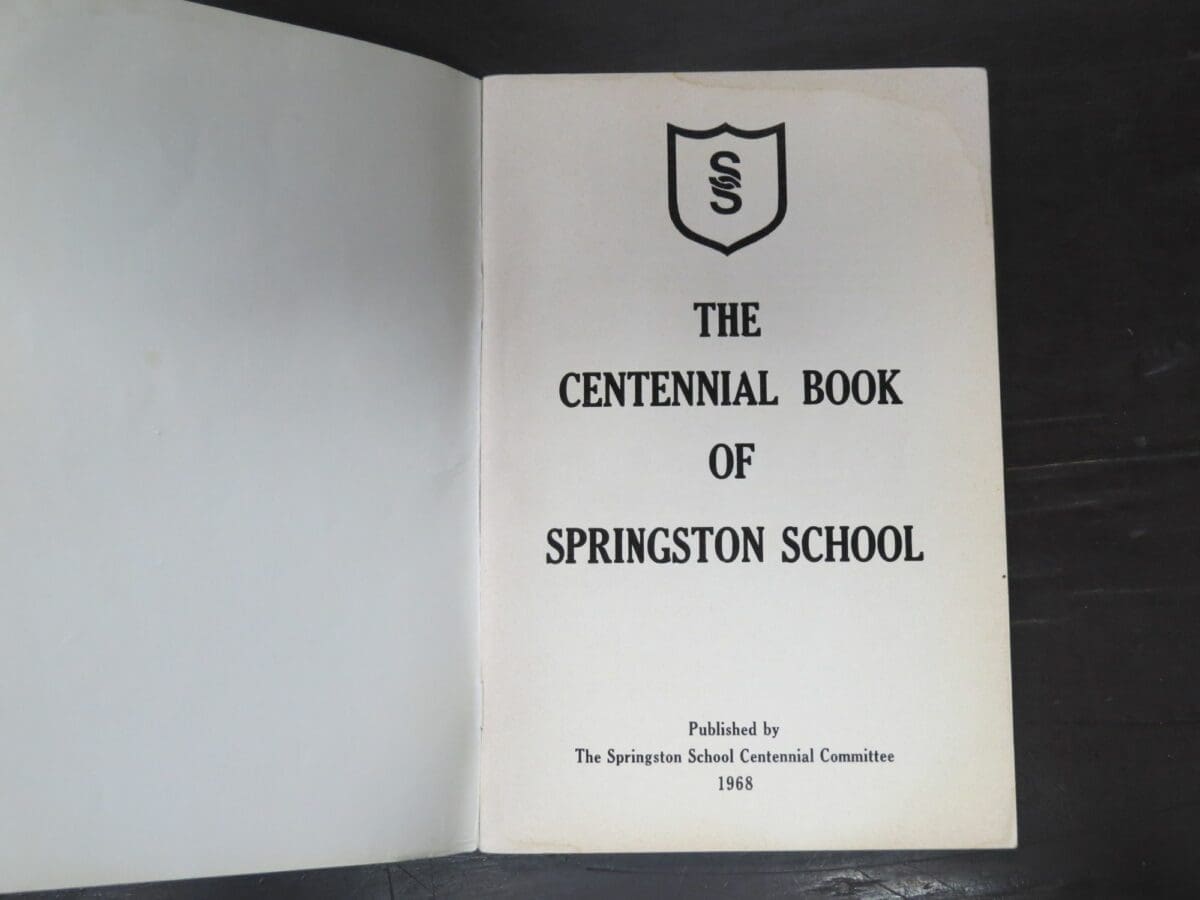 SS
THE
CENTENNIAL BOOK
OF
SPRINGSTON SCHOOL
Published by
The Springston School Centennial Committee
1968